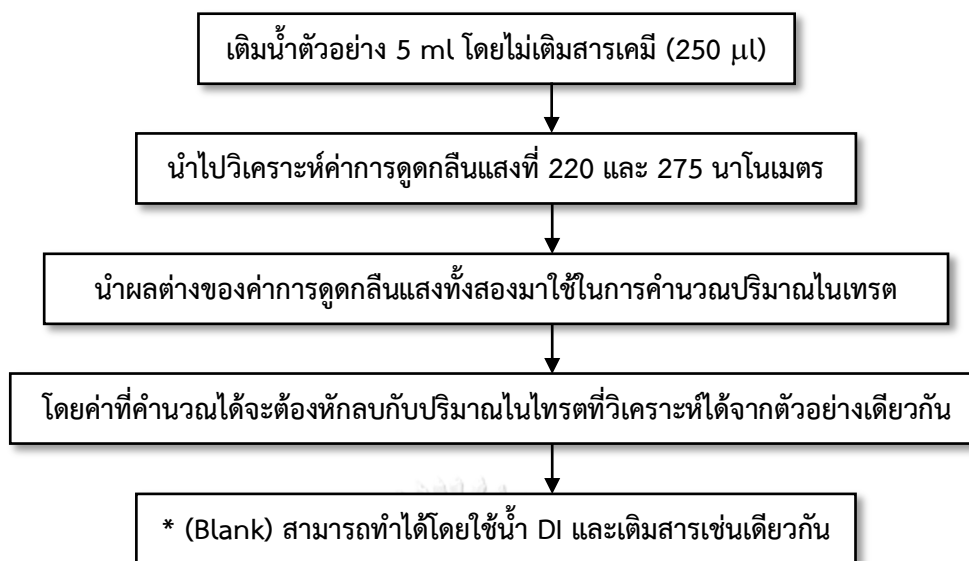 เติมน้ำตัวอย่าง 5 ml โดยไม่เติมสารเคมี (250 µl)
นำไปวิเคราะห์ค่าการดูดกลืนแสงที่ 220 และ 275 นาโนเมตร
นำผลต่างของค่าการดูดกลืนแสงทั้งสองมาใช้ในการคำนวณปริมาณไนเทรต
โดยค่าที่คำนวณได้จะต้องหักลบกับปริมาณไนไทรตที่วิเคราะห์ได้จากตัวอย่างเดียวกัน
* (Blank) สามารถทำได้โดยใช้น้ำ DI และเติมสารเช่นเดียวกัน